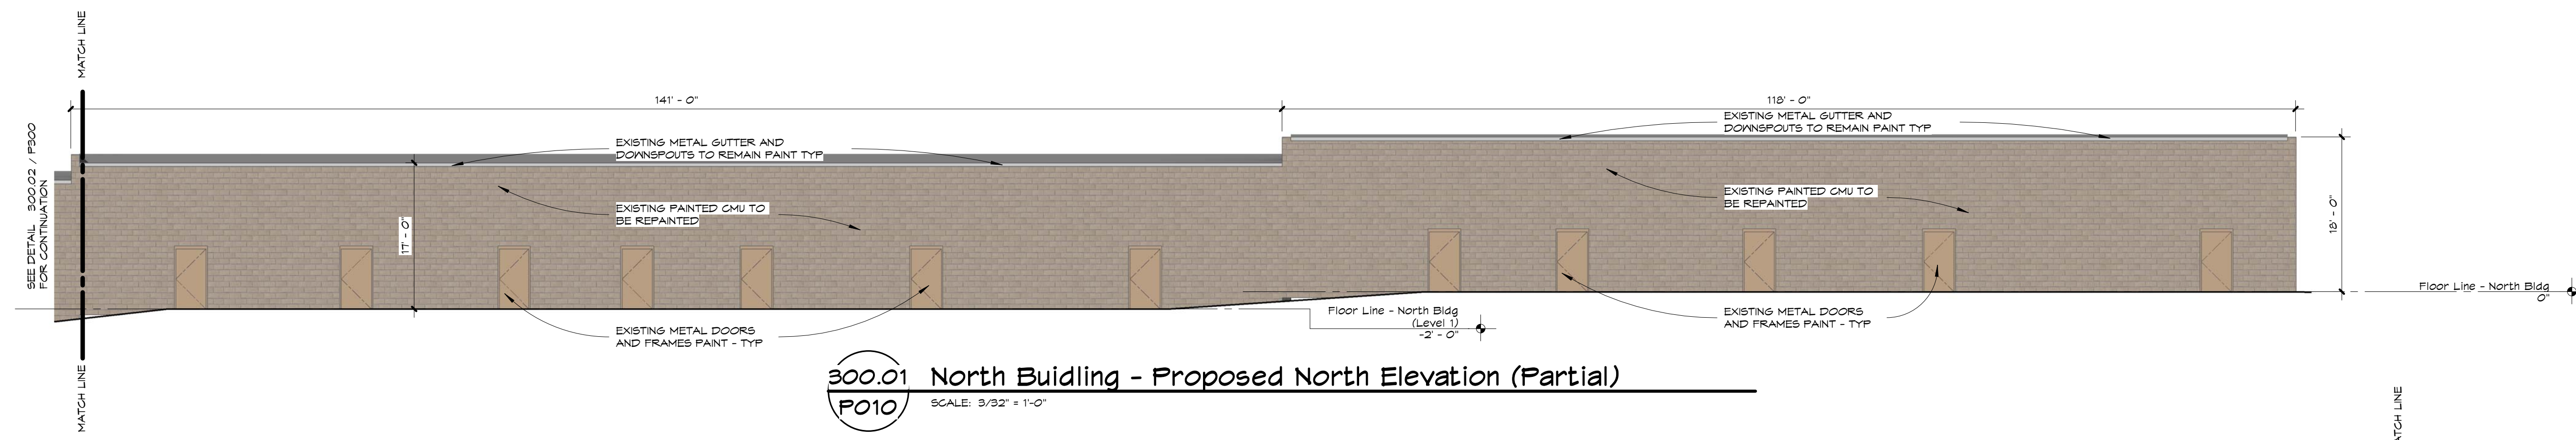 MATCH LINE
141' - 0"
118' - 0"
EXISTING METAL GUTTER AND
DOWNSPOUTS TO REMAIN PAINT TYP
EXISTING METAL GUTTER AND
DOWNSPOUTS TO REMAIN PAINT TYP
SEE DETAIL 300.02 / P300
FOR CONTINUATION
EXISTING PAINTED CMU TO
BE REPAINTED
EXISTING PAINTED CMU TO
BE REPAINTED
17' - 0"
18' - 0"
Floor Line - North Bldg
0"
Floor Line - North Bldg
(Level 1)
-2' - 0"
EXISTING METAL DOORS
AND FRAMES PAINT - TYP
EXISTING METAL DOORS
AND FRAMES PAINT - TYP
MATCH LINE
300.01
P010
North Buidling - Proposed North Elevation (Partial)
SCALE: 3/32" = 1'-0"
ATCH LINE